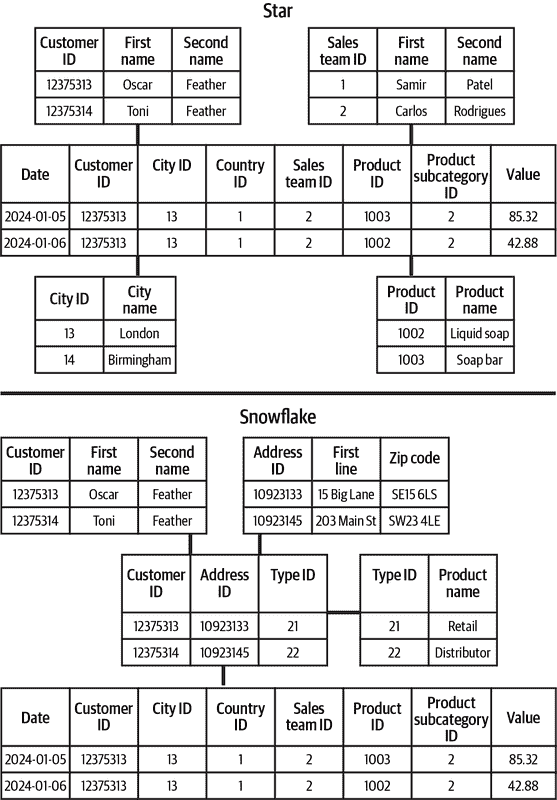 Star
Customer ID First name Second name
12375313 Oscar Feather
12375314 Toni Feather
Sales team ID First name Second name
1 Samir Patel
2 Carlos Rodrigues
Date Customer ID City ID Country ID Sales team ID Product ID Product subcategory ID Value
2024-01-05 12375313 13 1 2 1003 2 85.32
2024-01-06 12375313 13 1 2 1002 2 42.88
City ID City name
13 London
14 Birmingham
Product ID Product name
1002 Liquid soap
1003 Soap bar
Snowflake
Customer ID First name Second name
12375313 Oscar Feather
12375314 Toni Feather
Address ID First line Zip code
10923133 15 Big Lane SE15 6LS
10923145 203 Main St SW23 4LE
Customer ID Address ID Type ID
12375313 10923133 21
12375314 10923145 22
Type ID Product name
21 Retail
22 Distributor
Date Customer ID City ID Country ID Sales team ID Product ID Product subcategory ID Value
2024-01-05 12375313 13 1 2 1003 2 85.32
2024-01-06 12375313 13 1 2 1002 2 42.88